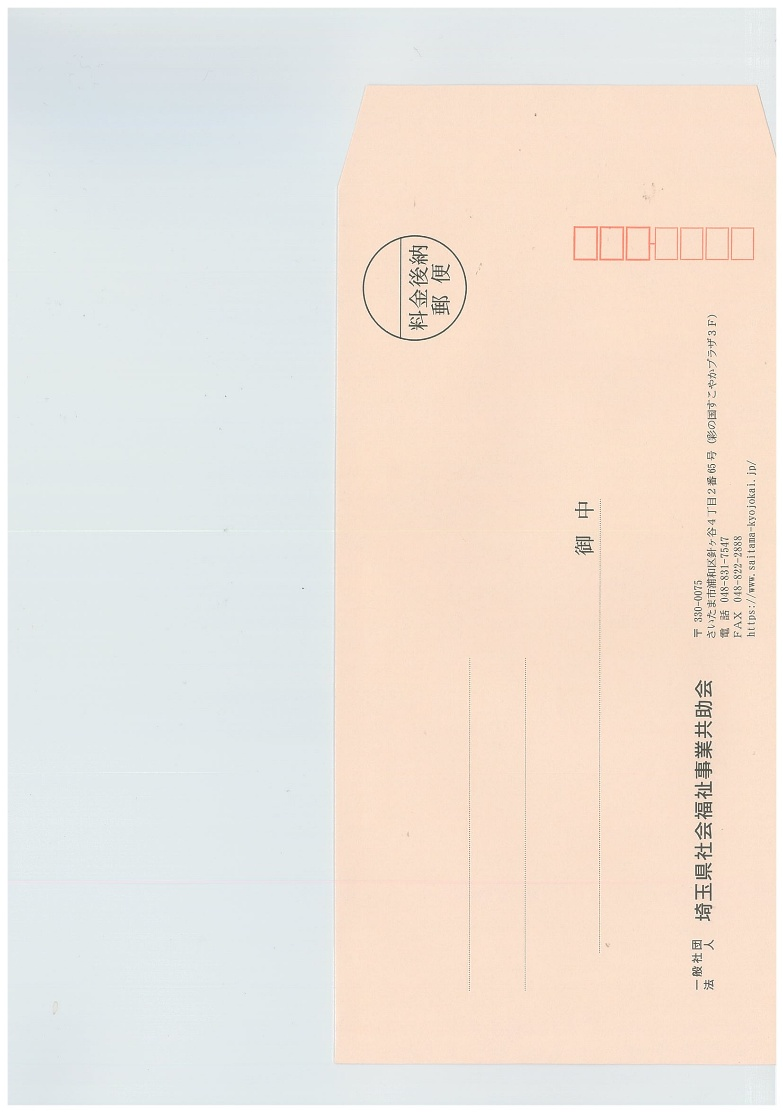 料金後納
郵便
御中
一般社団
法人
埼玉県社会福祉事業共助会
〒 330-0075
さいたま市浦和区針ヶ谷4丁目2番65号（彩の国すこやかプラザ3F）
電 話 048-831-7547
FAX 048-822-2888
https://www.saitama-kyojokai.jp/